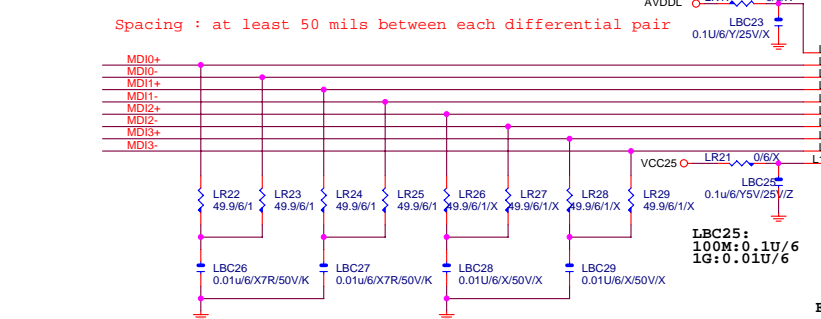 AVDDL
LBC23
0.1U/6/Y/25V/X
Spacing : at least 50 mils between each differential pair
MDI0+
MDI0-
MDI1+
MDI1-
MDI2+
MDI2-
MDI3+
MDI3-
VCC25
LR21
0/6/X
LBC25
0.1u/6/Y5V/25V/Z
LR22
49.9/6/1
LR23
49.9/6/1
LR24
49.9/6/1
LR25
49.9/6/1
LR26
49.9/6/1/X
LR27
49.9/6/1/X
LR28
49.9/6/1/X
LR29
49.9/6/1/X
LBC25:
100M:0.1U/6
1G:0.01U/6
LBC26
0.01u/6/X7R/50V/K
LBC27
0.01u/6/X7R/50V/K
LBC28
0.01U/6/X/50V/X
LBC29
0.01U/6/X/50V/X